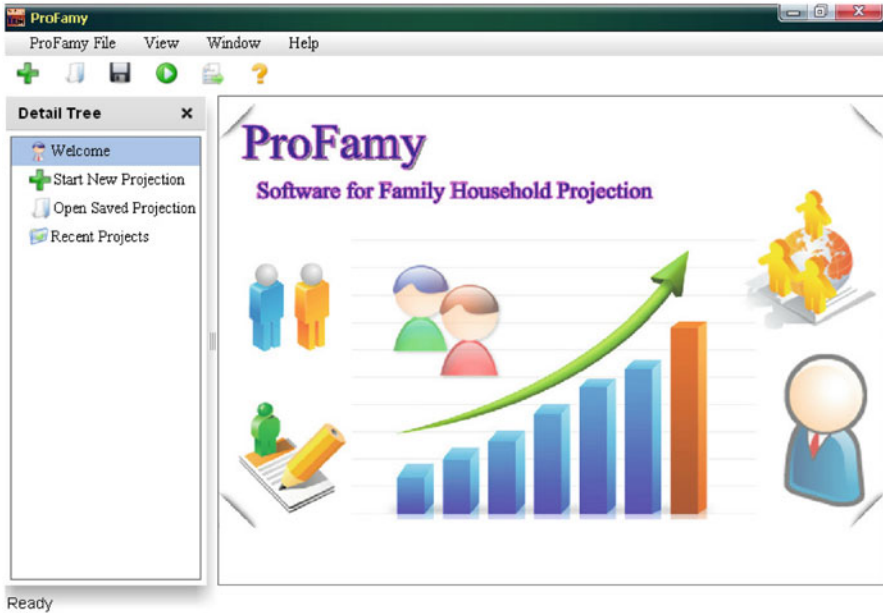 ProFamy
ProFamy File View Window Help
Detail Tree
Welcome
Start New Projection
Open Saved Projection
Recent Projects
ProFamy
Software for Family Household Projection
Ready